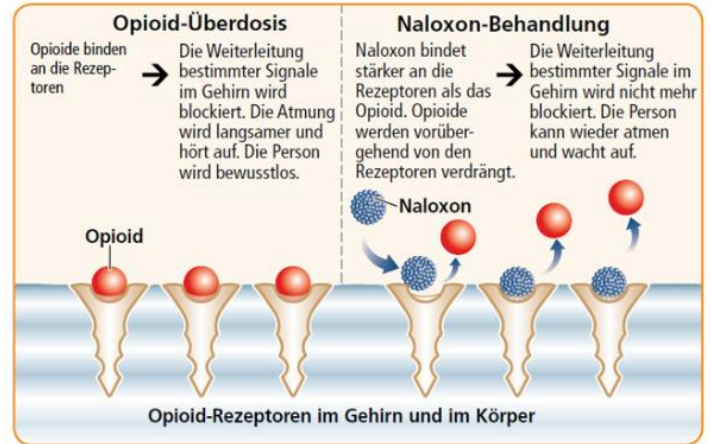 Opioid-Überdosis
Opioide binden
an die Rezep-
toren
Die Weiterleitung
bestimmter Signale
im Gehirn wird
blockiert. Die Atmung
wird langsamer und
hört auf. Die Person
wird bewusstlos.
Naloxon-Behandlung
Naloxon bindet
stärker an die
Rezeptoren als das
Opioid. Opioide
werden vorüber-
gehend von den
Rezeptoren verdrängt.
Die Weiterleitung
bestimmter Signale im
Gehirn wird nicht mehr
blockiert. Die Person
kann wieder atmen
und wacht auf.
Opioid
Naloxon
Opioid-Rezeptoren im Gehirn und im Körper